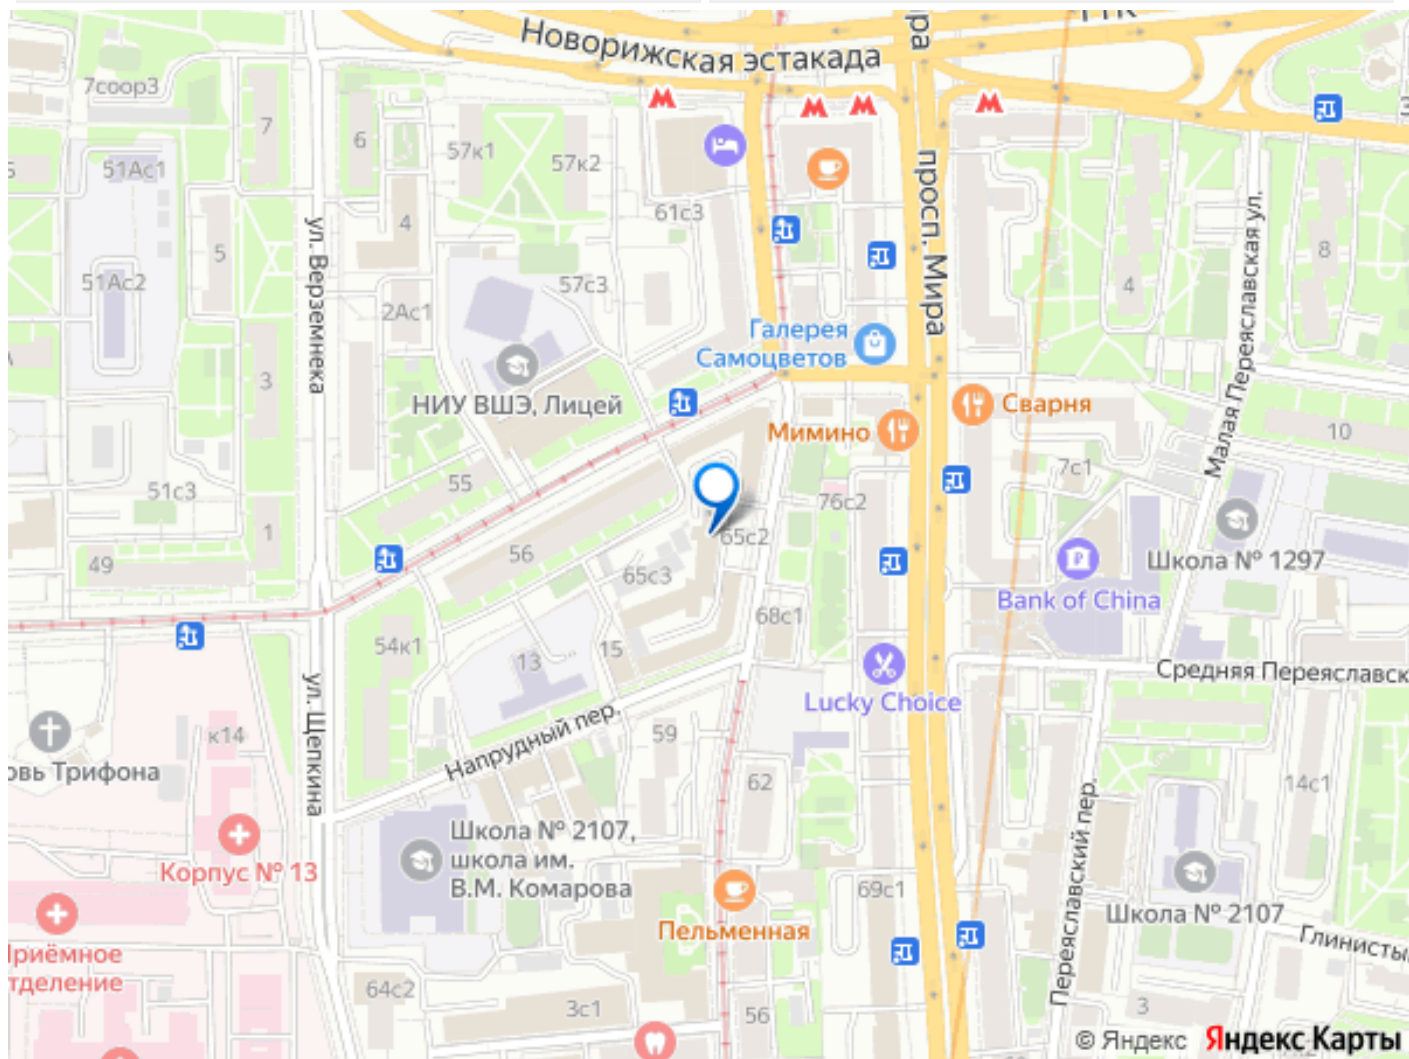 Новорижская эстакада
ТТК
7соор3
7
6
57к1
57к2
51Ас1
5
4
61с3
просп. Мира
ул. Верземнека
Малая Переяславская ул.
8
4
51Ас2
57с3
2Ас1
Галерея
Самоцветов
3
НИУ ВШЭ, Лицей
Сварня
Мимино
10
7с1
55
51с3
76с2
1
65с2
Школа № 1297
49
56
65с3
Bank of China
68с1
54к1
15
13
Средняя Переяславск
Lucky Choice
ул. Щепкина
Напрудный пер.
59
к14
овь Трифона
62
14с1
Переяславский пер.
Школа № 2107,
школа им.
В.М. Комарова
Корпус № 13
69с1
Школа № 2107
Пельменная
Глинисты
Приёмное
тделение
64с2
3с1
56
3
© Яндекс Яндекс Карты